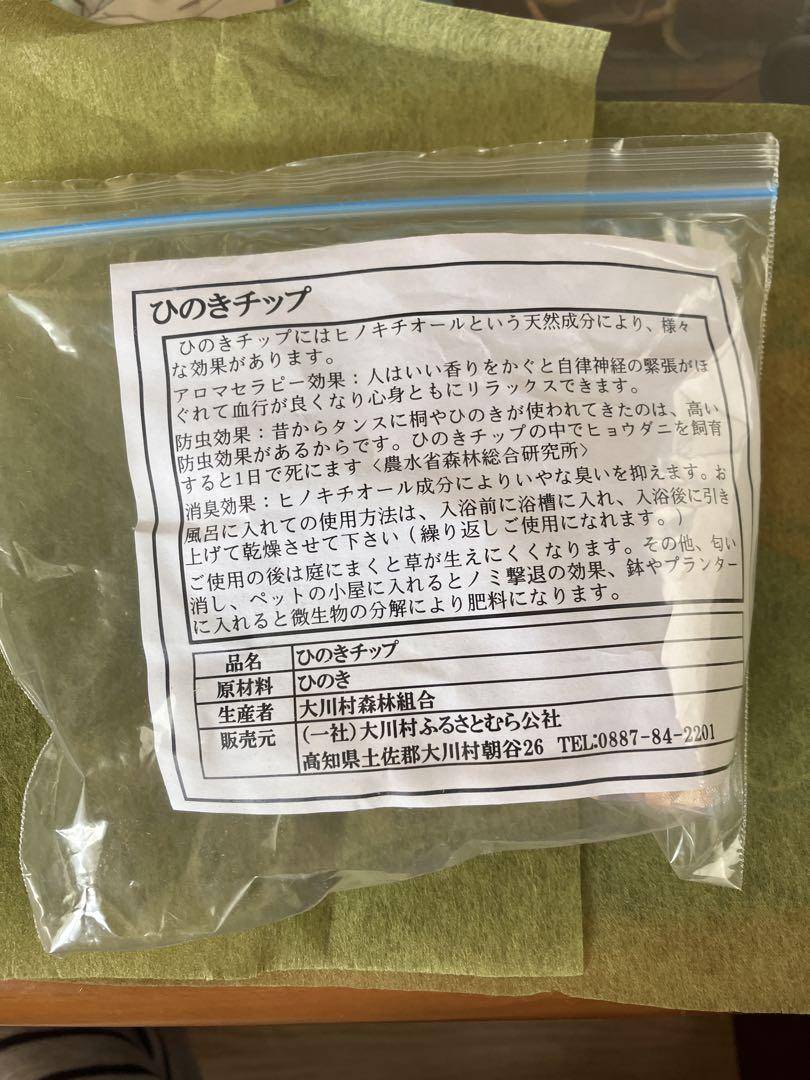 ひのきチップ
ひのきチップにはヒノキチオールという天然成分により、様々
な効果があります。
アロマセラピー効果：人はいい香りをかぐと自律神経の緊張がほ
ぐれて血行が良くなり心身ともにリラックスできます。
防虫効果：昔からタンスに桐やひのきが使われてきたのは、高い
防虫効果があるからです。ひのきチップの中でヒョウダニを飼育
すると1日で死にます〈農水省森林総合研究所〉
消臭効果：ヒノキチオール成分によりいやな臭いを抑えます。お
風呂に入れての使用方法は、入浴前に浴槽に入れ、入浴後に引き
上げて乾燥させて下さい（繰り返しご使用になれます。）
ご使用の後は庭にまくと草が生えにくくなります。その他、匂い
消し、ペットの小屋に入れるとノミ撃退の効果、鉢やプランター
に入れると微生物の分解により肥料になります。
品名 ひのきチップ
原材料 ひのき
生産者 大川村森林組合
販売元 （一社）大川村ふるさとむら公社
高知県土佐郡大川村朝谷26 TEL:0887-84-2201